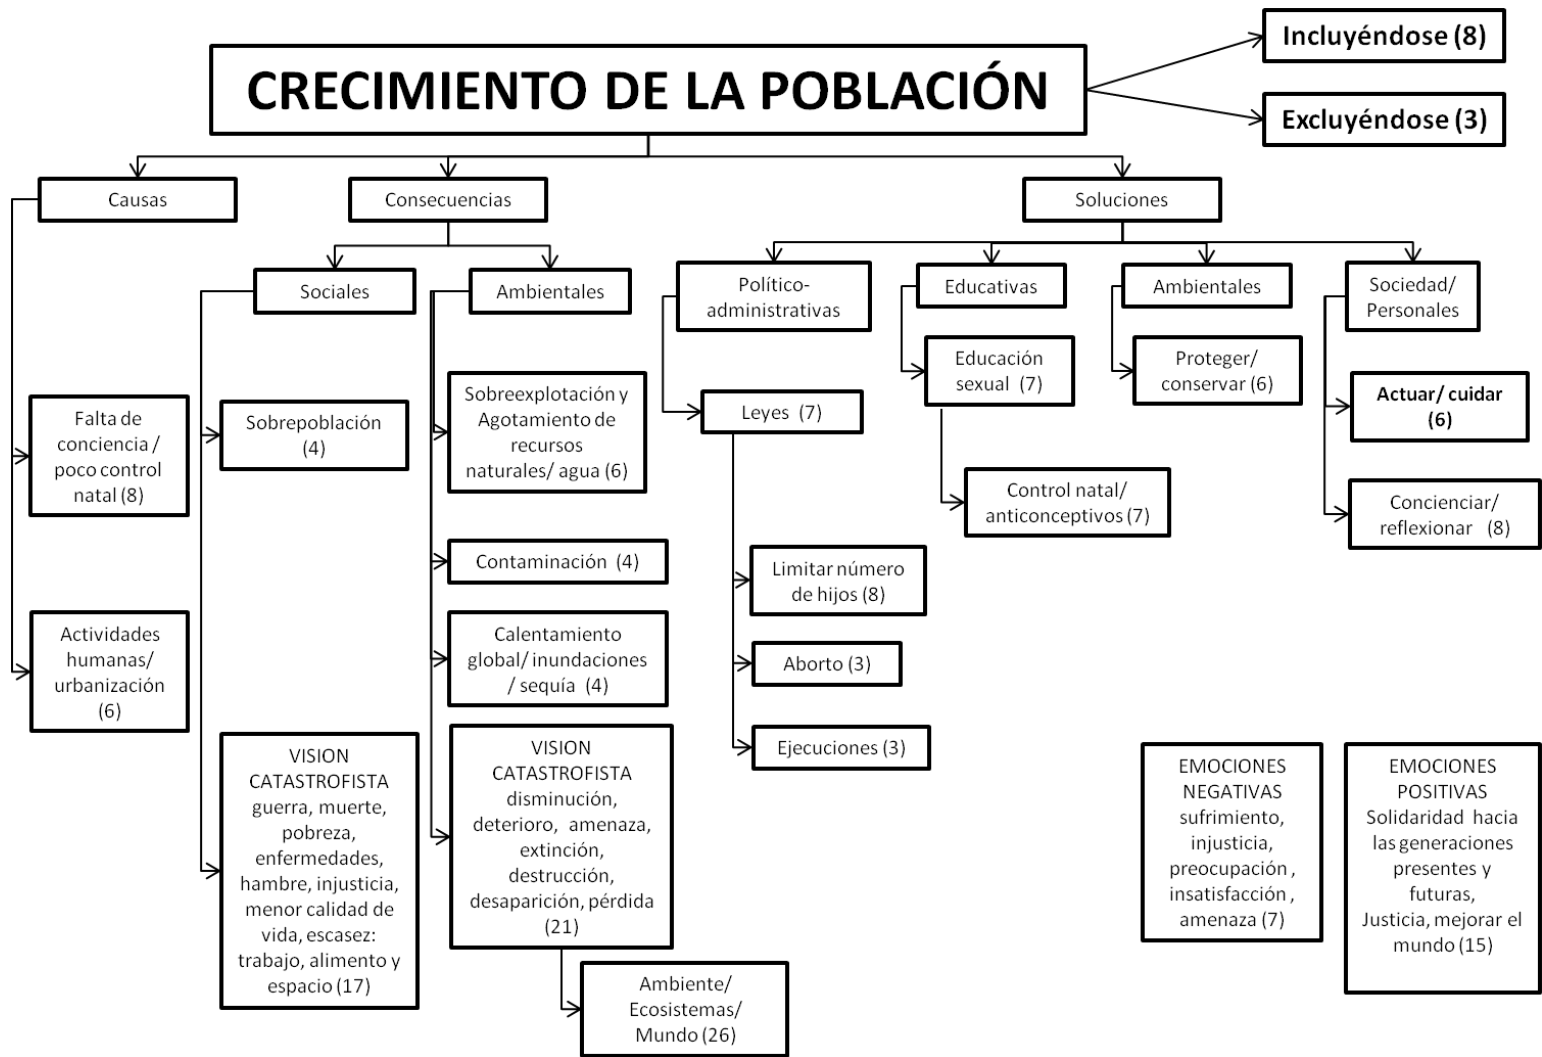 CRECIMIENTO DE LA POBLACIÓN
Incluyéndose (8)
Excluyéndose (3)
Causas
Consecuencias
Soluciones
Sociales
Ambientales
Político-
administrativas
Educativas
Ambientales
Sociedad/
Personales
Falta de
conciencia /
poco control
natal (8)
Actividades
humanas/
urbanización
(6)
Sobrepoblación
(4)
VISION
CATASTROFISTA
guerra, muerte,
pobreza,
enfermedades,
hambre, injusticia,
menor calidad de
vida, escasez:
trabajo, alimento y
espacio (17)
Sobreexplotación y
Agotamiento de
recursos
naturales/ agua (6)
Contaminación (4)
Calentamiento
global/ inundaciones
/ sequía (4)
VISION
CATASTROFISTA
disminución,
deterioro, amenaza,
extinción,
destrucción,
desaparición, pérdida
(21)
Ambiente/
Ecosistemas/
Mundo (26)
Leyes (7)
Limitar número
de hijos (8)
Aborto (3)
Ejecuciones (3)
Educación
sexual (7)
Control natal/
anticonceptivos (7)
Proteger/
conservar (6)
Actuar/ cuidar
(6)
Concienciar/
reflexionar (8)
EMOCIONES
NEGATIVAS
sufrimiento,
injusticia,
preocupación ,
insatisfacción ,
amenaza (7)
EMOCIONES
POSITIVAS
Solidaridad hacia
las generaciones
presentes y
futuras,
Justicia, mejorar el
mundo (15)